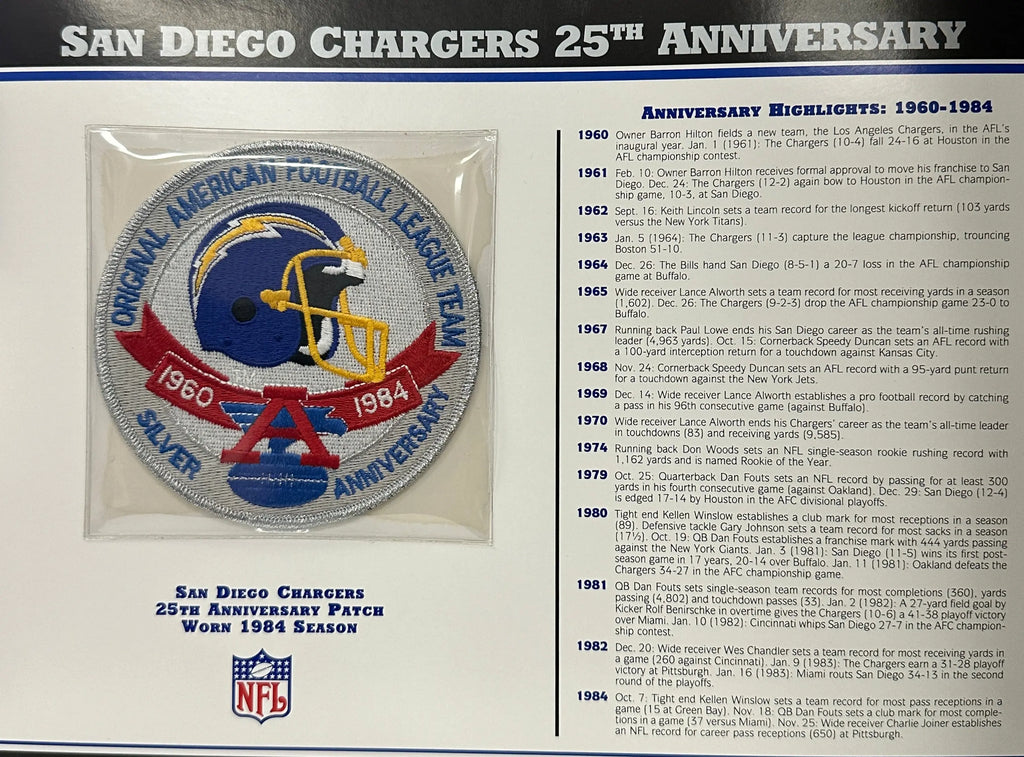 SAN DIEGO CHARGERS 25TH ANNIVERSARY
ORIGINAL AMERICAN FOOTBALL LEAGUE TEAM
1960
1984
A
SILVER ANNIVERSARY
SAN DIEGO CHARGERS
25TH ANNIVERSARY PATCH
WORN 1984 SEASON
NFL
ANNIVERSARY HIGHLIGHTS: 1960-1984
1960 Owner Barron Hilton fields a new team, the Los Angeles Chargers, in the AFL's
inaugural year. Jan. 1 (1961): The Chargers (10-4) fall 24-16 at Houston in the
AFL championship contest.
1961 Feb. 10: Owner Barron Hilton receives formal approval to move his franchise to San
Diego. Dec. 24: The Chargers (12-2) again bow to Houston in the AFL champion-
ship game, 10-3, at San Diego.
1962 Sept. 16: Keith Lincoln sets a team record for the longest kickoff return (103 yards
versus the New York Titans).
1963 Jan. 5 (1964): The Chargers (11-3) capture the league championship, trouncing
Boston 51-10.
1964 Dec. 26: The Bills hand San Diego (8-5-1) a 20-7 loss in the AFL championship
game at Buffalo.
1965 Wide receiver Lance Alworth sets a team record for most receiving yards in a season
(1,602). Dec. 26: The Chargers (9-2-3) drop the AFL championship game 23-0 to
Buffalo.
1967 Running back Paul Lowe ends his San Diego career as the team's all-time rushing
leader (4,963 yards). Oct. 15: Cornerback Speedy Duncan sets an AFL record with
a 100-yard interception return for a touchdown against Kansas City.
1968 Nov. 24: Cornerback Speedy Duncan sets an AFL record with a 95-yard punt return
for a touchdown against the New York Jets.
1969 Dec. 14: Wide receiver Lance Alworth establishes a pro football record by catching
a pass in his 96th consecutive game (against Buffalo).
1970 Wide receiver Lance Alworth ends his Chargers' career as the team's all-time leader
in touchdowns (83) and receiving yards (9,585).
1974 Running back Don Woods sets an NFL single-season rookie rushing record with
1,162 yards and is named Rookie of the Year.
1979 Oct. 25: Quarterback Dan Fouts sets an NFL record by passing for at least 300
yards in his fourth consecutive game (against Oakland). Dec. 29: San Diego (12-4)
is edged 17-14 by Houston in the AFC divisional playoffs.
1980 Tight end Kellen Winslow establishes a club mark for most receptions in a season
(89). Defensive tackle Gary Johnson sets a team record for most sacks in a season
(17½). Oct. 19: QB Dan Fouts establishes a franchise mark with 444 yards passing
against the New York Giants. Jan. 3 (1981): San Diego (11-5) wins its first post-
season game in 17 years, 20-14 over Buffalo. Jan. 11 (1981): Oakland defeats the
Chargers 34-27 in the AFC championship game.
1981 QB Dan Fouts sets single-season team records for most completions (360), yards
passing (4,802) and touchdown passes (33). Jan. 2 (1982): A 27-yard field goal by
Kicker Rolf Benirschke in overtime gives the Chargers (10-6) a 41-38 playoff victory
over Miami. Jan. 10 (1982): Cincinnati whips San Diego 27-7 in the AFC champion-
ship contest.
1982 Dec. 20: Wide receiver Wes Chandler sets a team record for most receiving yards in
a game (260 against Cincinnati). Jan. 9 (1983): The Chargers earn a 31-28 playoff
victory at Pittsburgh. Jan. 16 (1983): Miami routs San Diego 34-13 in the second
round of the playoffs.
1984 Oct. 7: Tight end Kellen Winslow sets a team record for most pass receptions in a
game (15 at Green Bay). Nov. 18: QB Dan Fouts sets a club mark for most comple-
tions in a game (37 versus Miami). Nov. 25: Wide receiver Charlie Joiner establishes
an NFL record for career pass receptions (650) at Pittsburgh.